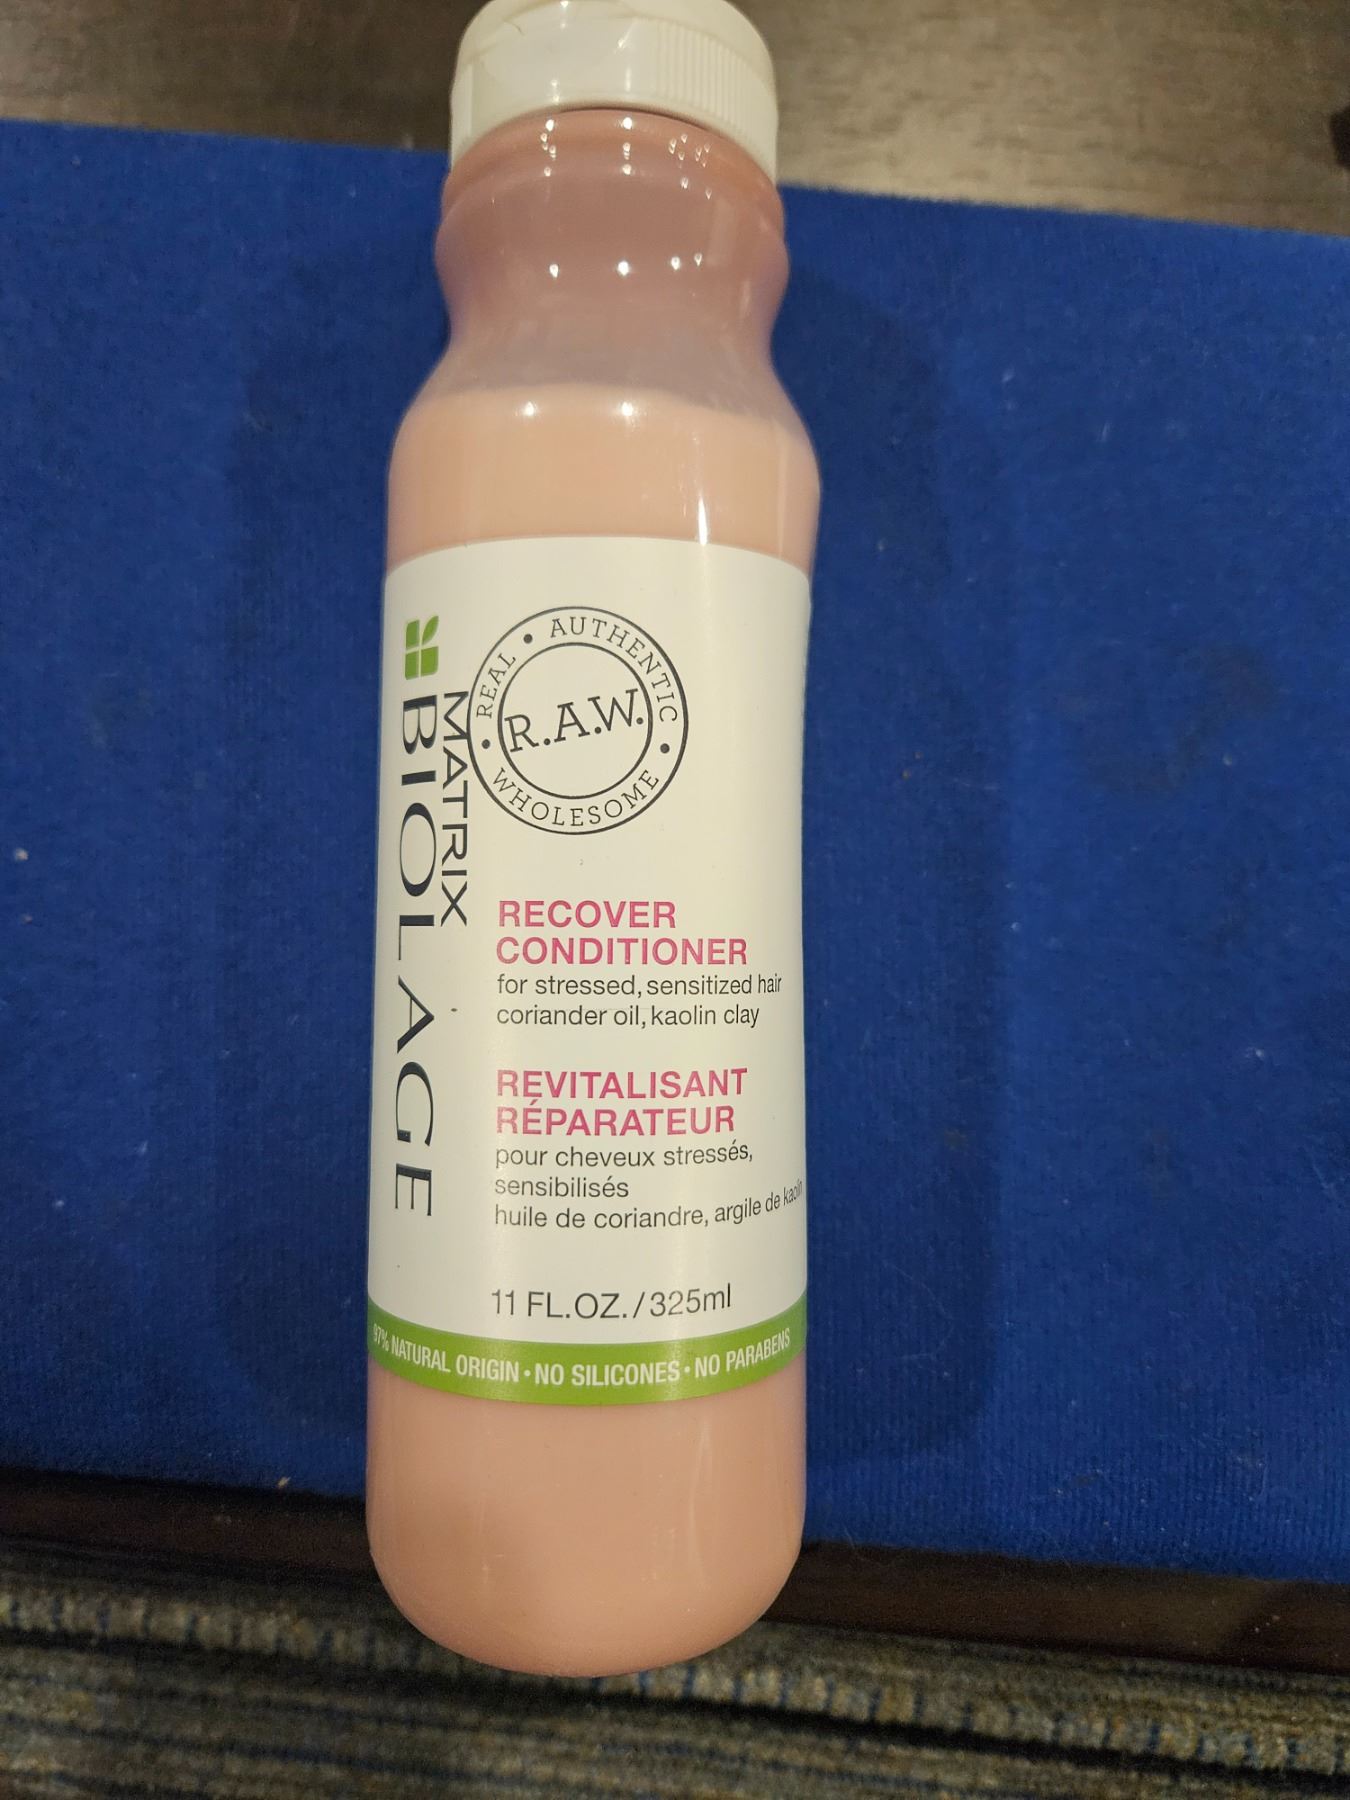 MATRIX
BIOLAGE
REAL • AUTHENTIC • WHOLESOME •
R.A.W.
RECOVER
CONDITIONER
for stressed, sensitized hair
coriander oil, kaolin clay
REVITALISANT
RÉPARATEUR
pour cheveux stressés,
sensibilisés
huile de coriandre, argile de kaolin
11 FL.OZ./325ml
97% NATURAL ORIGIN • NO SILICONES • NO PARABENS